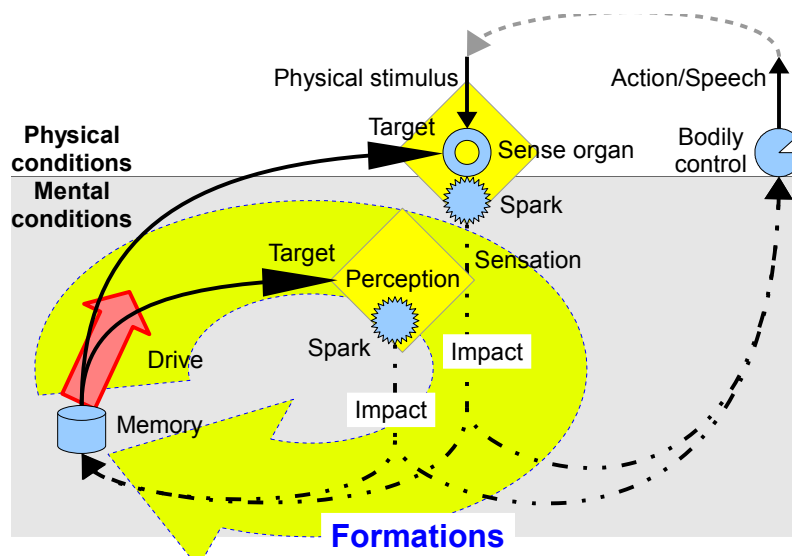 Physical stimulus
Action/Speech
Target
Physical
conditions
Sense organ
Bodily
control
Mental
conditions
Spark
Target
Sensation
Perception
Spark
Impact
Drive
Impact
Memory
Formations